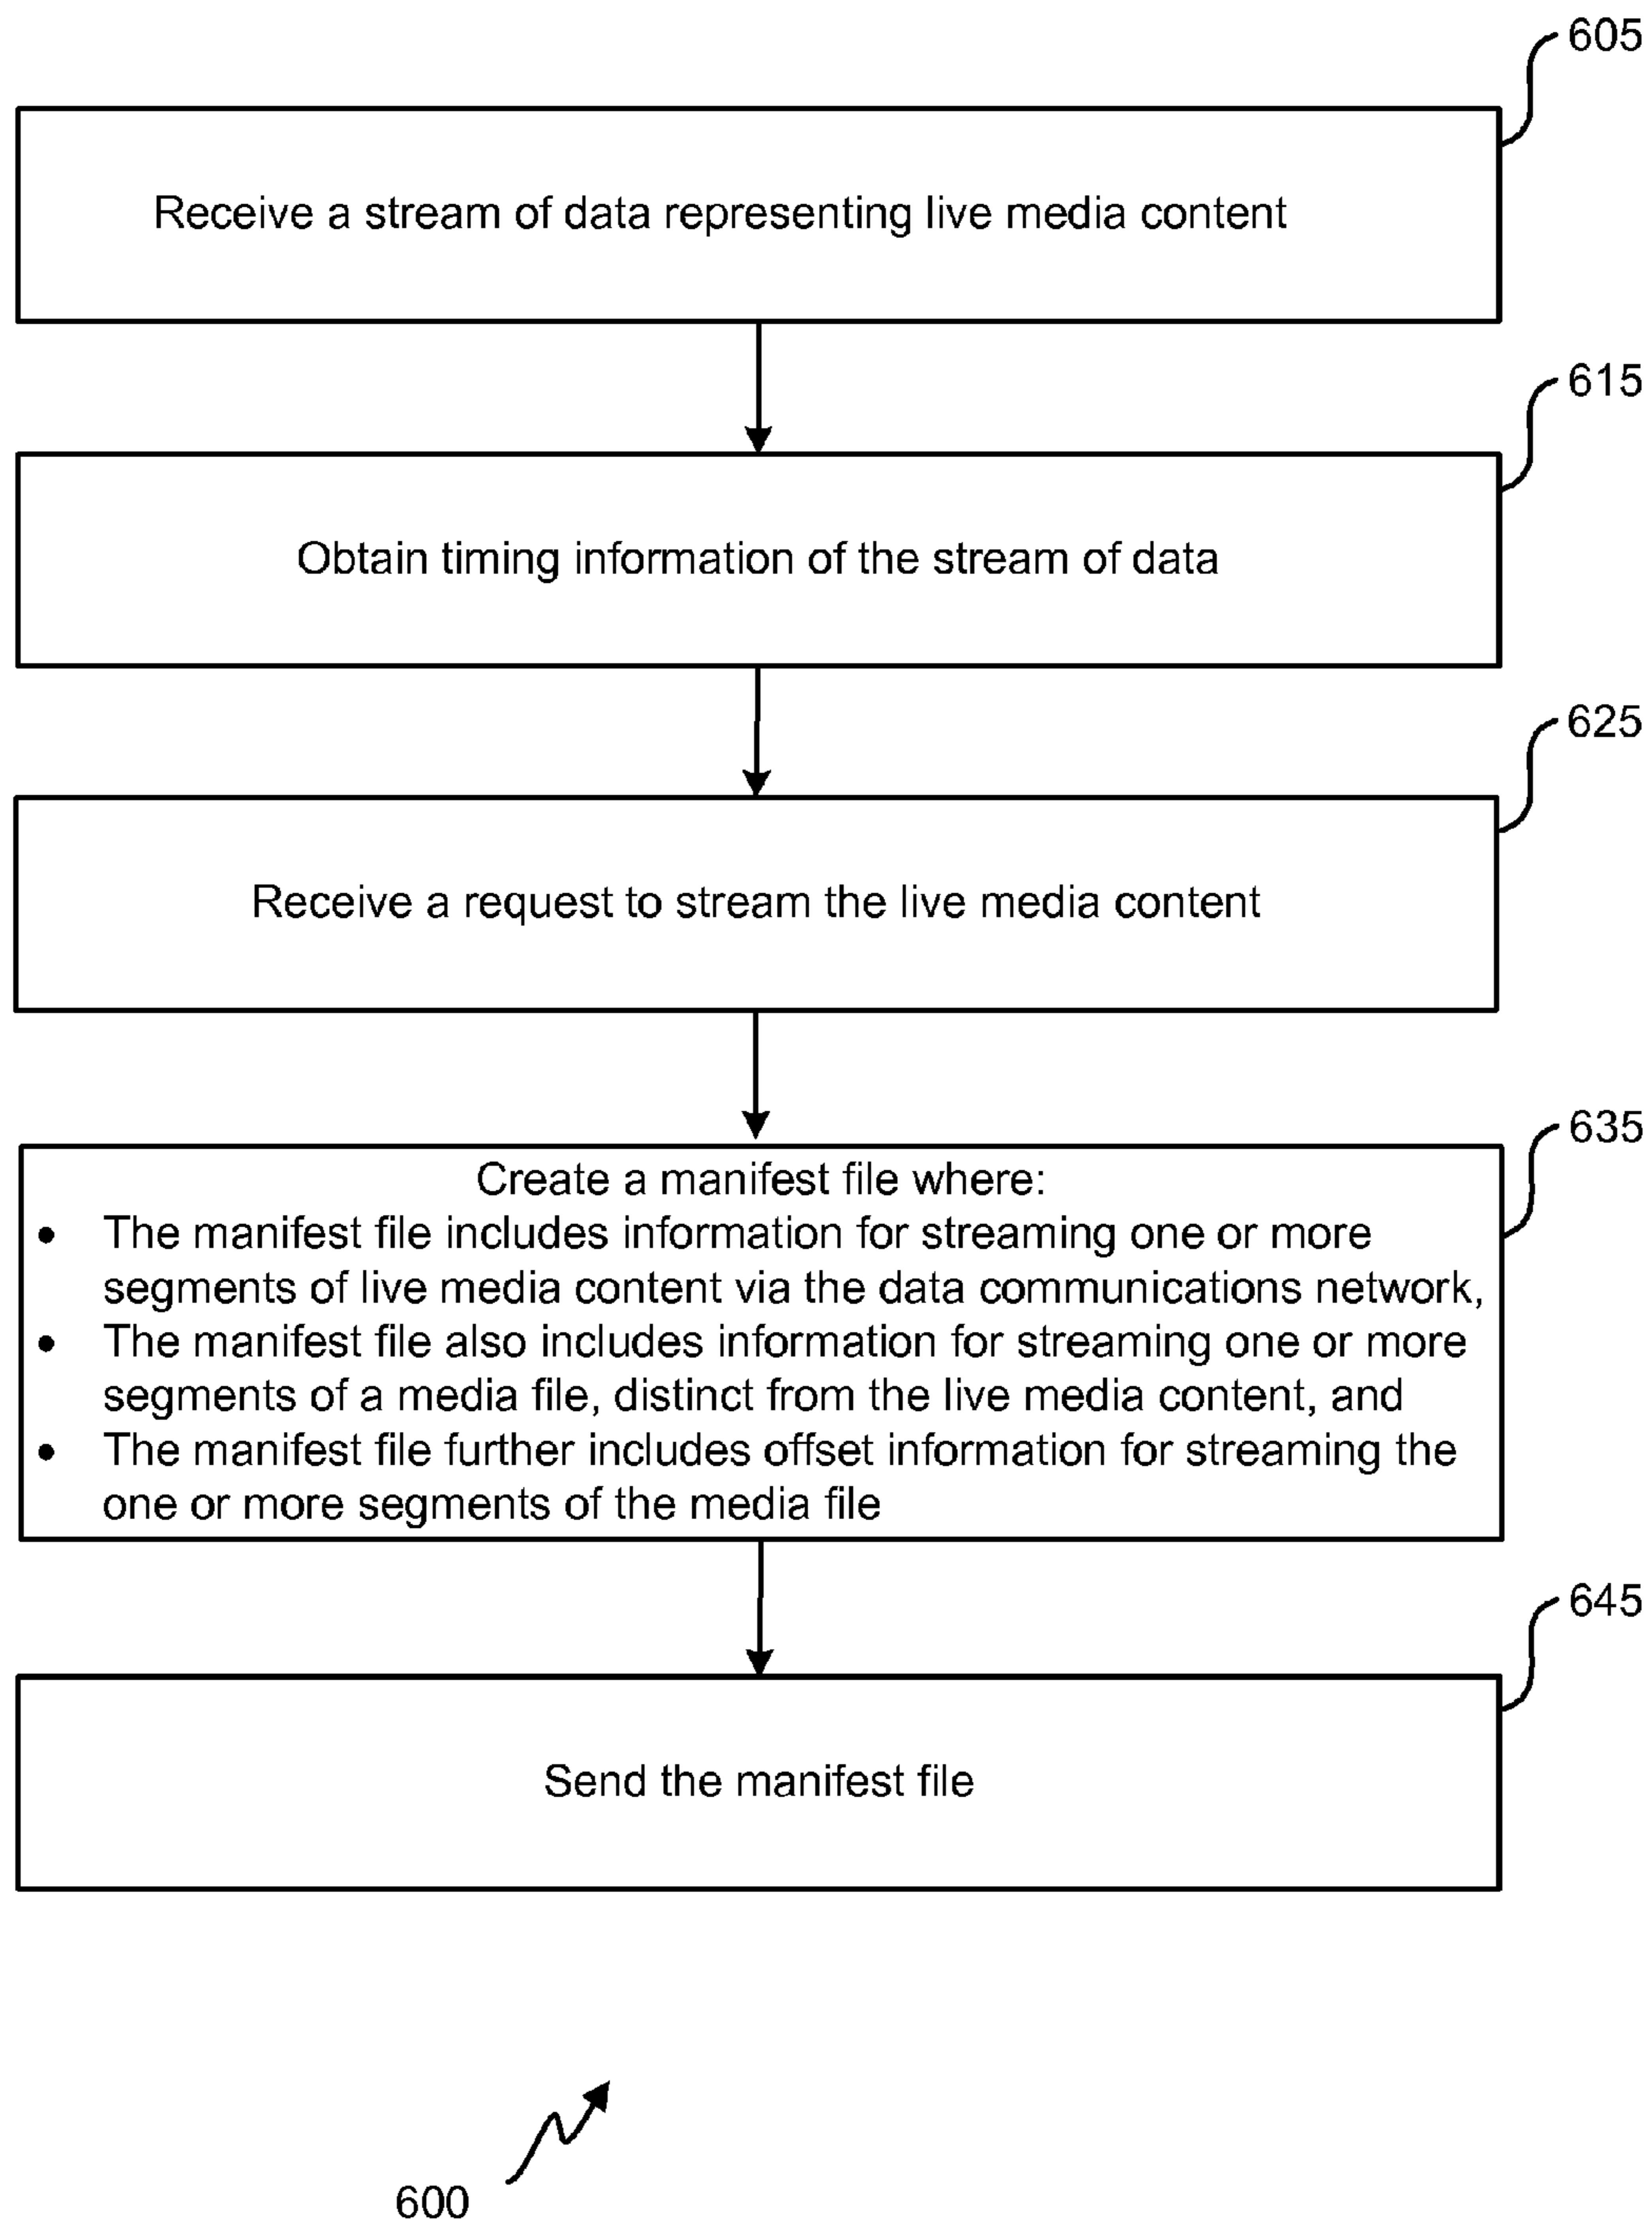 605
Receive a stream of data representing live media content
615
Obtain timing information of the stream of data
625
Receive a request to stream the live media content
635
Create a manifest file where:
• The manifest file includes information for streaming one or more
segments of live media content via the data communications network,
• The manifest file also includes information for streaming one or more
segments of a media file, distinct from the live media content, and
• The manifest file further includes offset information for streaming the
one or more segments of the media file
645
Send the manifest file
600